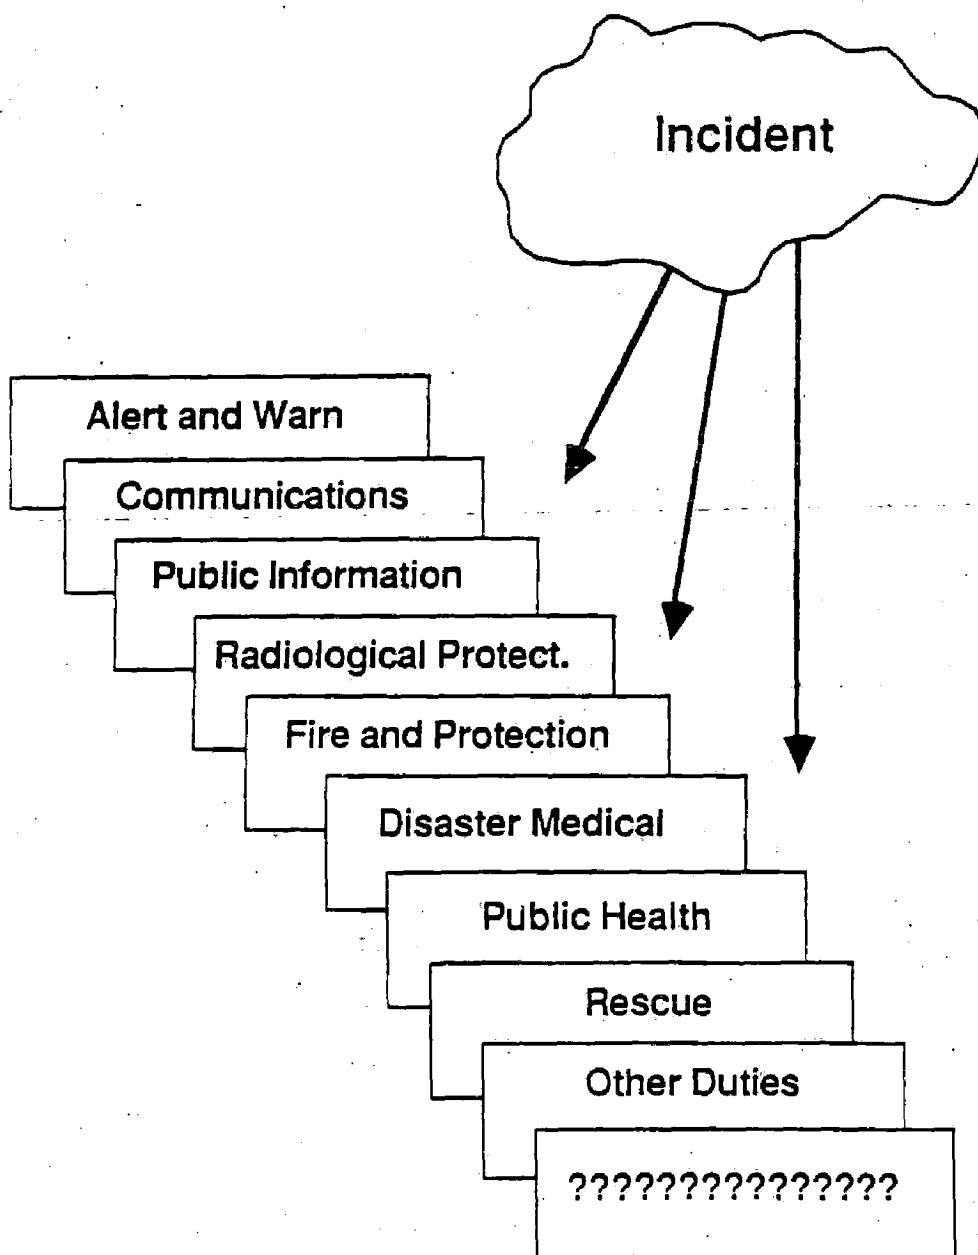 Incident
Alert and Warn
Communications
Public Information
Radiological Protect.
Fire and Protection
Disaster Medical
Public Health
Rescue
Other Duties
???????????????